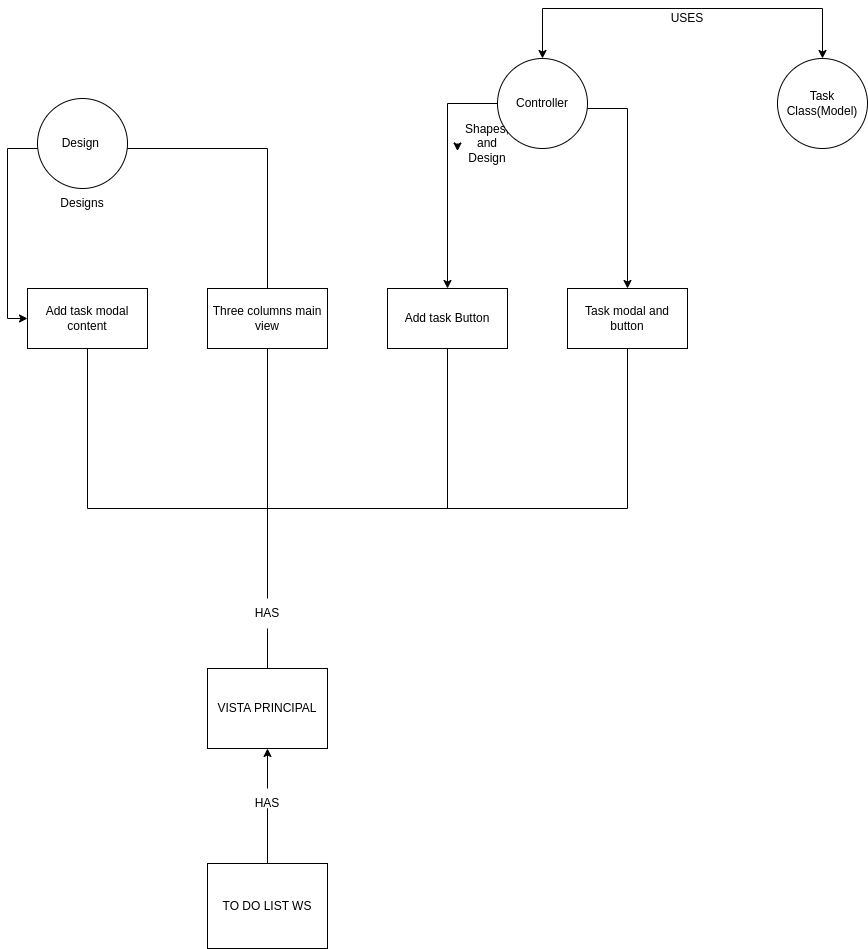 USES
Controller
Task
Class(Model)
Design
Shapes,
and
Design
Designs
Add task modal
content
Three columns main
view
Add task Button
Task modal and
button
HAS
VISTA PRINCIPAL
HAS
TO DO LIST WS